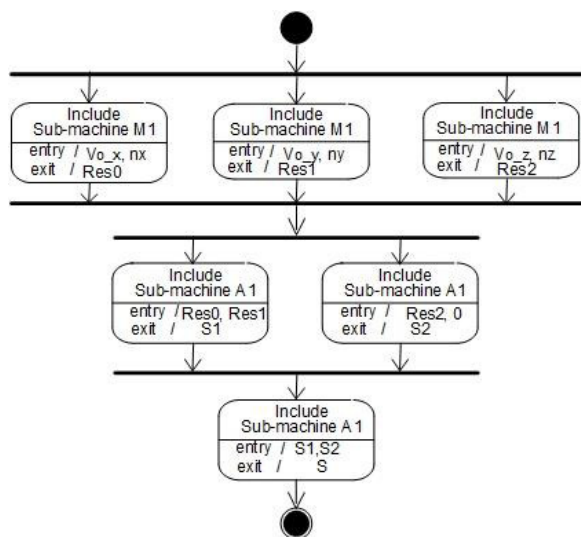 Include
Sub-machine M1
entry / Vo_x, nx
exit / Res0
Include
Sub-machine M1
entry / Vo_y, ny
exit / Res1
Include
Sub-machine M1
entry / Vo_z, nz
exit / Res2
Include
Sub-machine A1
entry / Res0, Res1
exit / S1
Include
Sub-machine A1
entry / Res2, 0
exit / S2
Include
Sub-machine A1
entry / S1,S2
exit / S